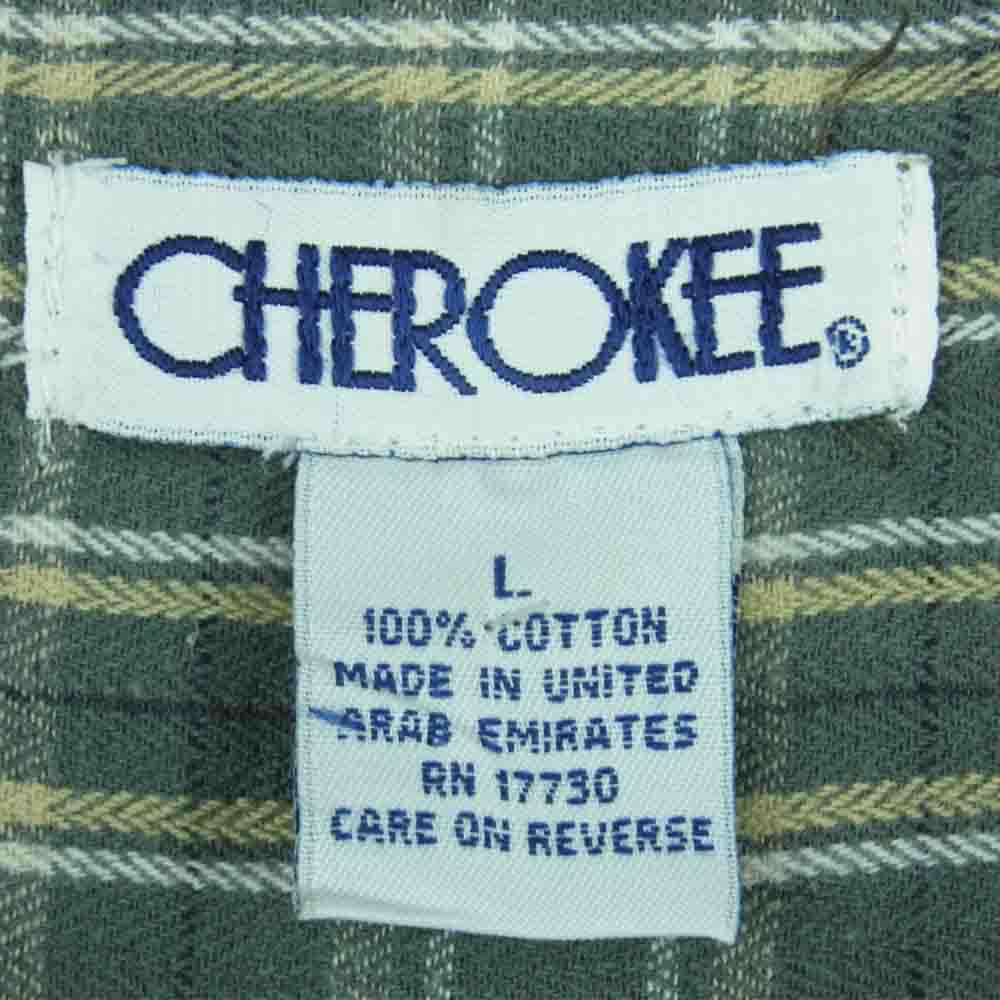 CHEROKEE®
L
100% COTTON
MADE IN UNITED
ARAB EMIRATES
RN 17730
CARE ON REVERSE